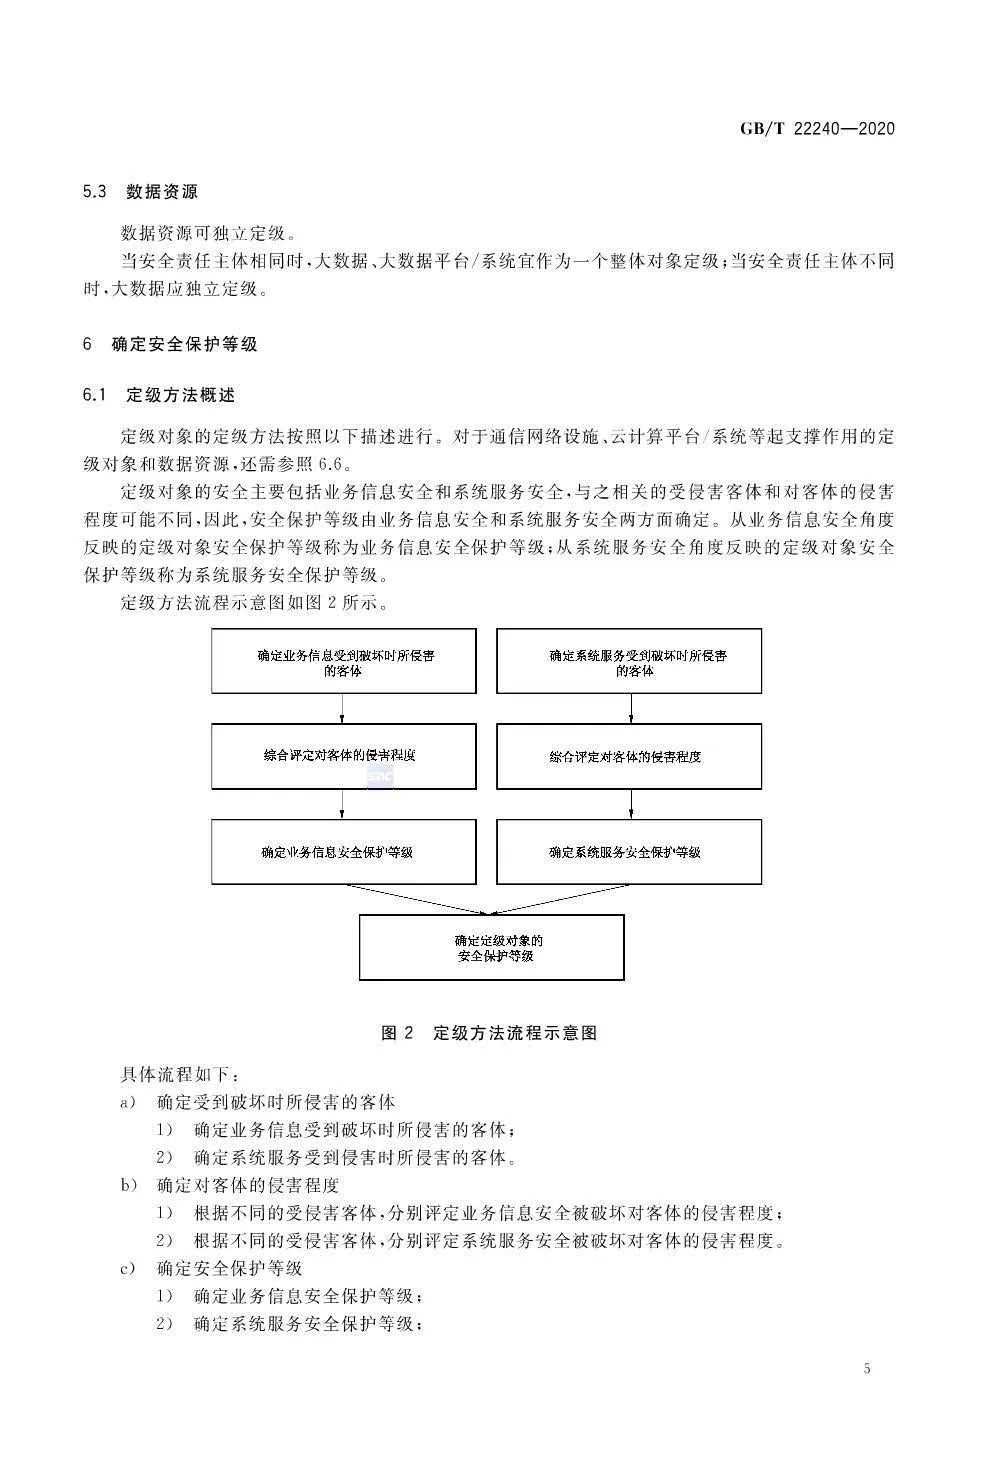 GB/T 22240—2020
5.3 数据资源
数据资源可独立定级。
当安全责任主体相同时,大数据、大数据平台/系统宜作为一个整体对象定级;当安全责任主体不同
时,大数据应独立定级。
6 确定安全保护等级
6.1 定级方法概述
定级对象的定级方法按照以下描述进行。对于通信网络设施、云计算平台/系统等起支撑作用的定
级对象和数据资源,还需参照 6.6。
定级对象的安全主要包括业务信息安全和系统服务安全,与之相关的受侵害客体和对客体的侵害
程度可能不同,因此,安全保护等级由业务信息安全和系统服务安全两方面确定。从业务信息安全角度
反映的定级对象安全保护等级称为业务信息安全保护等级;从系统服务安全角度反映的定级对象安全
保护等级称为系统服务安全保护等级。
定级方法流程示意图如图 2 所示。
确定业务信息受到破坏时所侵害
的客体
确定系统服务受到破坏时所侵害
的客体
综合评定对客体的侵害程度
综合评定对客体的侵害程度
SAC
确定业务信息安全保护等级
确定系统服务安全保护等级
确定定级对象的
安全保护等级
图 2 定级方法流程示意图
具体流程如下:
a) 确定受到破坏时所侵害的客体
1) 确定业务信息受到破坏时所侵害的客体;
2) 确定系统服务受到侵害时所侵害的客体。
b) 确定对客体的侵害程度
1) 根据不同的受侵害客体,分别评定业务信息安全被破坏对客体的侵害程度;
2) 根据不同的受侵害客体,分别评定系统服务安全被破坏对客体的侵害程度。
c) 确定安全保护等级
1) 确定业务信息安全保护等级;
2) 确定系统服务安全保护等级;
5